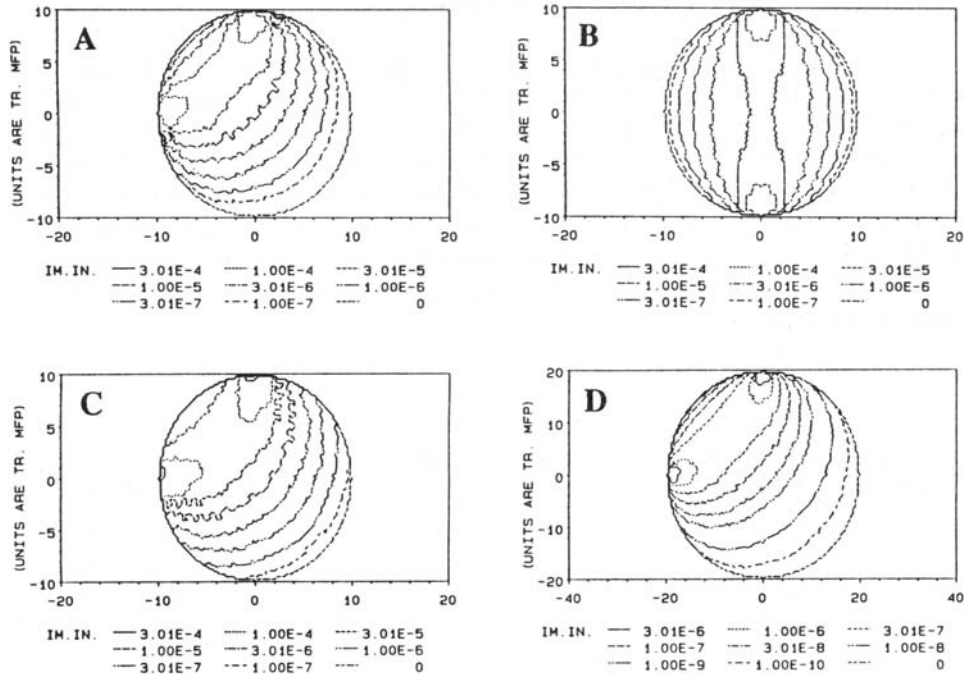 A
(UNITS ARE TR. MFP)
10
5
0
-5
-10
-20 -10 0 10 20
IM.IN. 3.01E-4 1.00E-4 3.01E-5
1.00E-5 3.01E-6 1.00E-6
3.01E-7 1.00E-7 0
B
(UNITS ARE TR. MFP)
10
5
0
-5
-10
-20 -10 0 10 20
IM.IN. 3.01E-4 1.00E-4 3.01E-5
1.00E-5 3.01E-6 1.00E-6
3.01E-7 1.00E-7 0
C
(UNITS ARE TR. MFP)
10
5
0
-5
-10
-20 -10 0 10 20
IM.IN. 3.01E-4 1.00E-4 3.01E-5
1.00E-5 3.01E-6 1.00E-6
3.01E-7 1.00E-7 0
D
(UNITS ARE TR. MFP)
20
10
0
-10
-20
-40 -20 0 20 40
IM.IN. 3.01E-6 1.00E-6 3.01E-7
1.00E-7 3.01E-8 1.00E-8
1.00E-9 1.00E-10 0